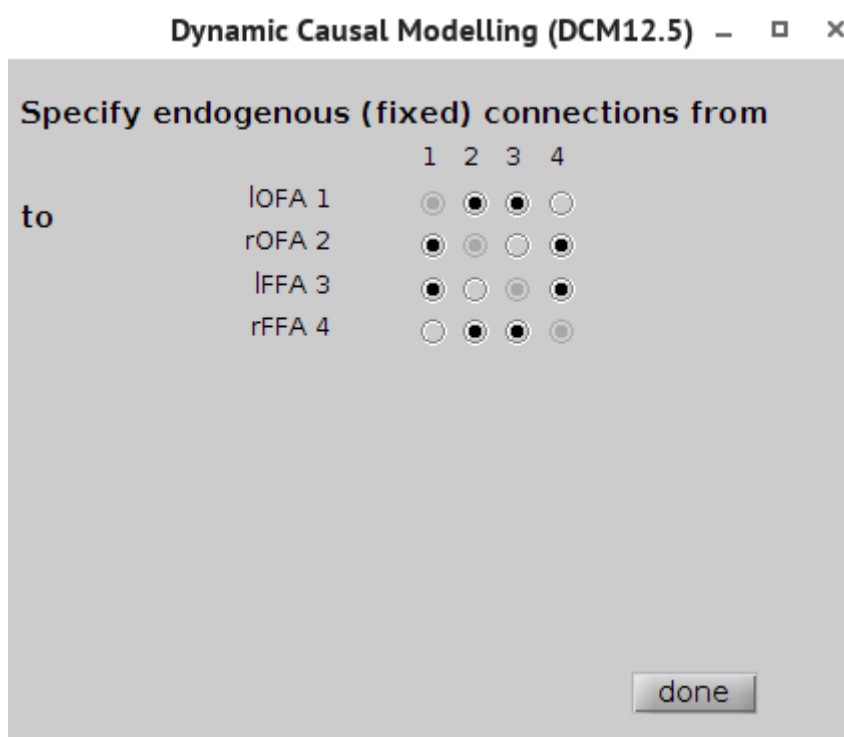 Dynamic Causal Modelling (DCM12.5)
Specify endogenous (fixed) connections from
1 2 3 4
to
lOFA 1
rOFA 2
lFFA 3
rFFA 4
done